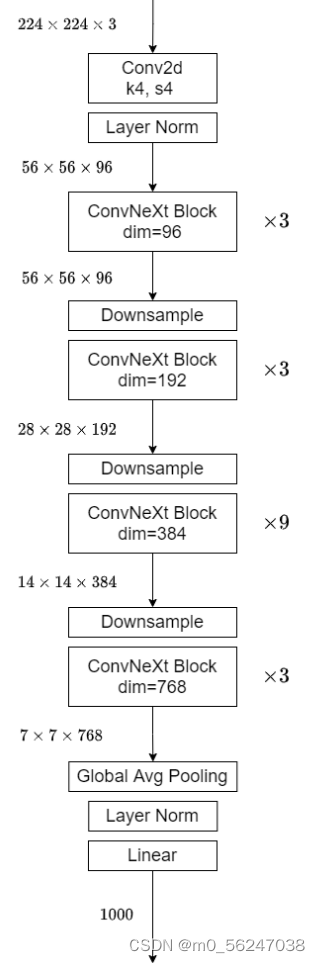 224 × 224 × 3
Conv2d
k4, s4
Layer Norm
56 × 56 × 96
ConvNeXt Block
dim=96
×3
56 × 56 × 96
Downsample
ConvNeXt Block
dim=192
×3
28 × 28 × 192
Downsample
ConvNeXt Block
dim=384
×9
14 × 14 × 384
Downsample
ConvNeXt Block
dim=768
×3
7 × 7 × 768
Global Avg Pooling
Layer Norm
Linear
1000
CSDN @m0_56247038